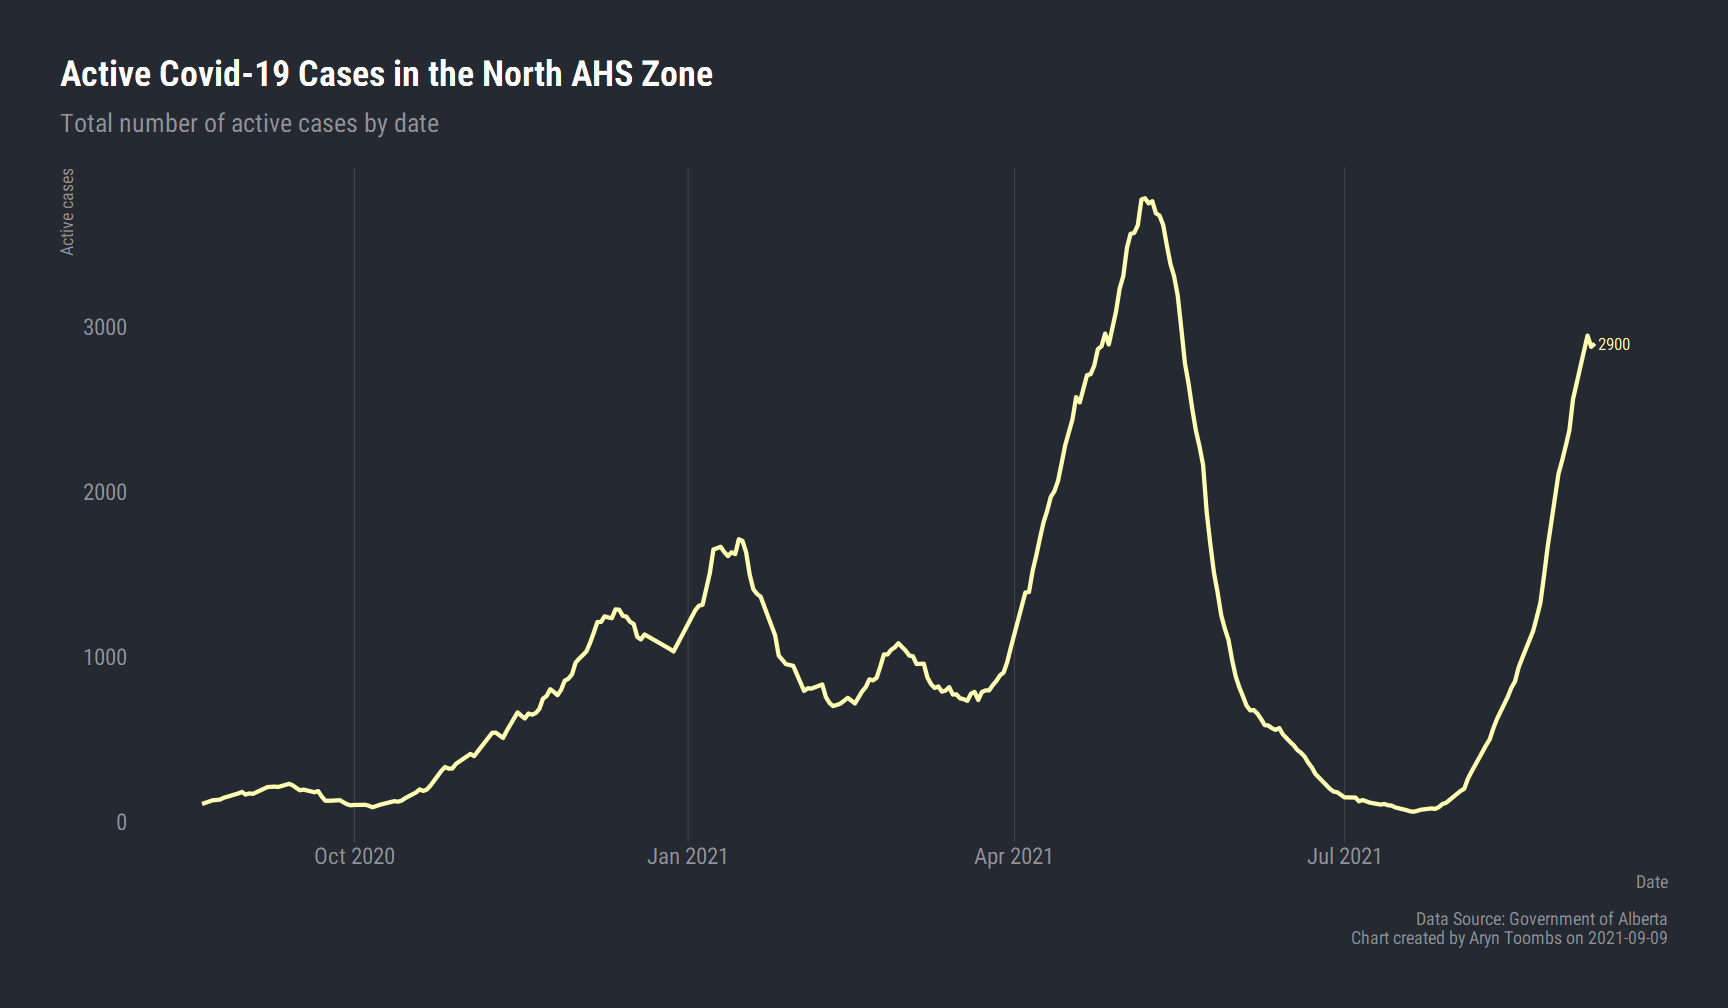 Active Covid-19 Cases in the North AHS Zone
Total number of active cases by date
Active cases
3000
2000
1000
0
2900
Oct 2020
Jan 2021
Apr 2021
Jul 2021
Date
Data Source: Government of Alberta
Chart created by Aryn Toombs on 2021-09-09